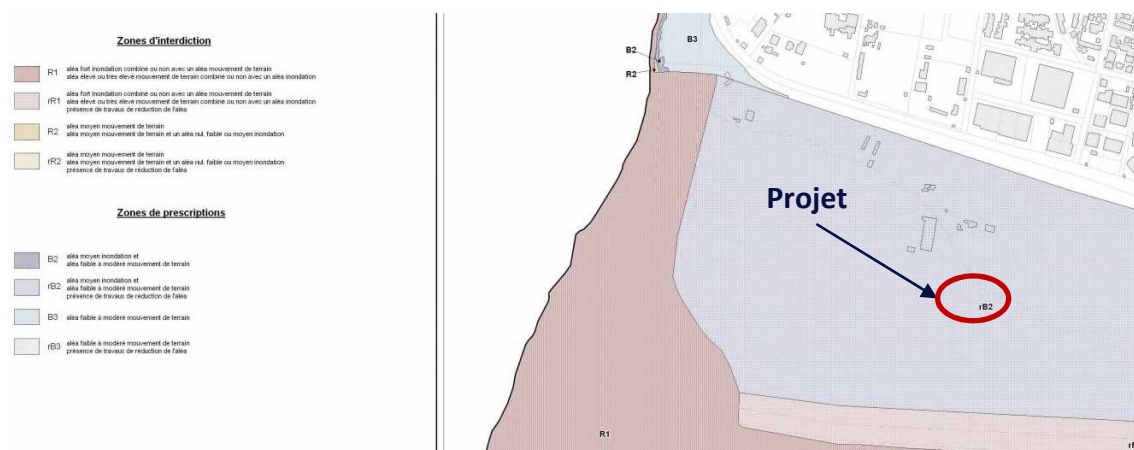 Zones d'interdiction
R1 aléa fort inondation combiné ou non avec un aléa mouvement de terrain
aléa élevé ou très élevé mouvement de terrain combiné ou non avec un aléa inondation
rR1 aléa fort inondation combiné ou non avec un aléa mouvement de terrain
aléa élevé ou très élevé mouvement de terrain combiné ou non avec un aléa inondation
présence de travaux de réduction de l'aléa
R2 aléa moyen mouvement de terrain
aléa moyen mouvement de terrain et un aléa nul, faible ou moyen inondation
rR2 aléa moyen mouvement de terrain
aléa moyen mouvement de terrain et un aléa nul, faible ou moyen inondation
présence de travaux de réduction de l'aléa
Zones de prescriptions
B2 aléa moyen inondation et
aléa faible à modéré mouvement de terrain
rB2 aléa moyen inondation et
aléa faible à modéré mouvement de terrain
présence de travaux de réduction de l'aléa
B3 aléa faible à modéré mouvement de terrain
rB3 aléa faible à modéré mouvement de terrain
présence de travaux de réduction de l'aléa
B3
B2
R2
Projet
rB2
R1